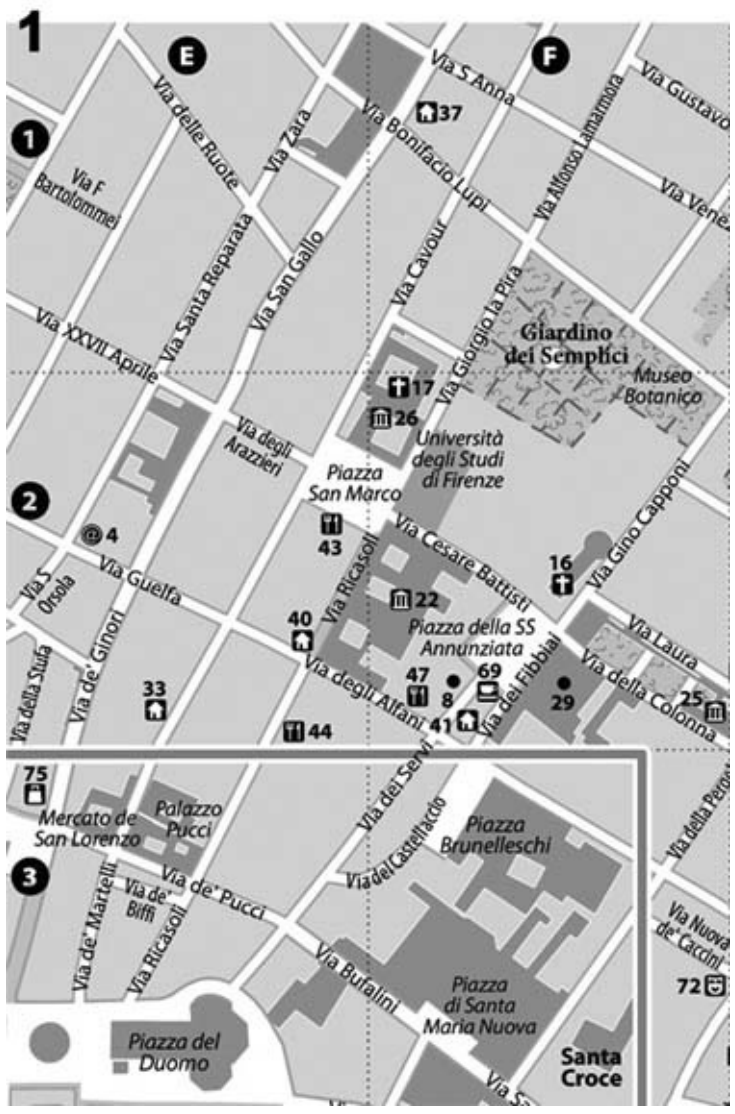 1
E
F
1
37
Via S Anna
Via Gustavo
Via delle Ruote
Via Zara
Via Bonifacio Lupi
Via Alfonso Lamarmora
Via F
Bartolommei
Via Venez
Via Santa Reparata
Via San Gallo
Via Cavour
Via Giorgio la Pira
Via XXVII Aprile
Giardino
dei Semplici
Museo
Botanico
17
26
Via degli
Arazzieri
Università
degli Studi
di Firenze
Piazza
San Marco
2
@ 4
43
Via Cesare Battisti
16
Via Gino Capponi
Via S
Orsola
Via Guelfa
Via Ricasoli
22
40
Piazza della SS
Annunziata
Via Laura
Via della Stufa
Via de' Ginori
33
Via degli Alfani
47
8
69
41
Via dei Fibbiai
29
Via della Colonna
25
44
75
Mercato de
San Lorenzo
Palazzo
Pucci
Via dei Servi
Via del Castellaccio
Piazza
Brunelleschi
Via della Pergol
3
Via de' Martelli
Via de'
Biffi
Via Ricasoli
Via de' Pucci
Via Bufalini
Via Nuova
de' Caccini
72
Piazza
di Santa
Maria Nuova
Piazza del
Duomo
Santa
Croce
Via Sa